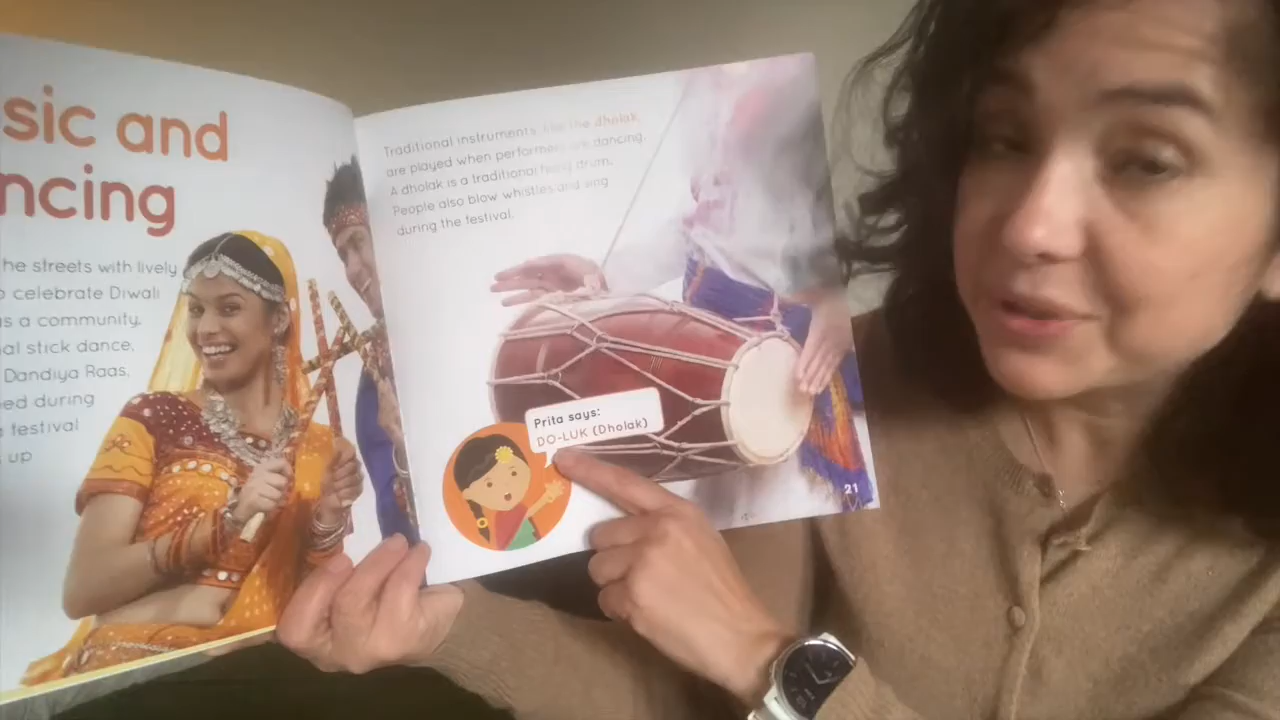 sic and
ncing
he streets with lively
o celebrate Diwali
as a community.
al stick dance,
Dandiya Raas,
ed during
festival
up
Traditional instruments, like the dholak,
are played when performers are dancing.
A dholak is a traditional hand drum.
People also blow whistles and sing
during the festival.
Prita says:
DO-LUK (Dholak)
21